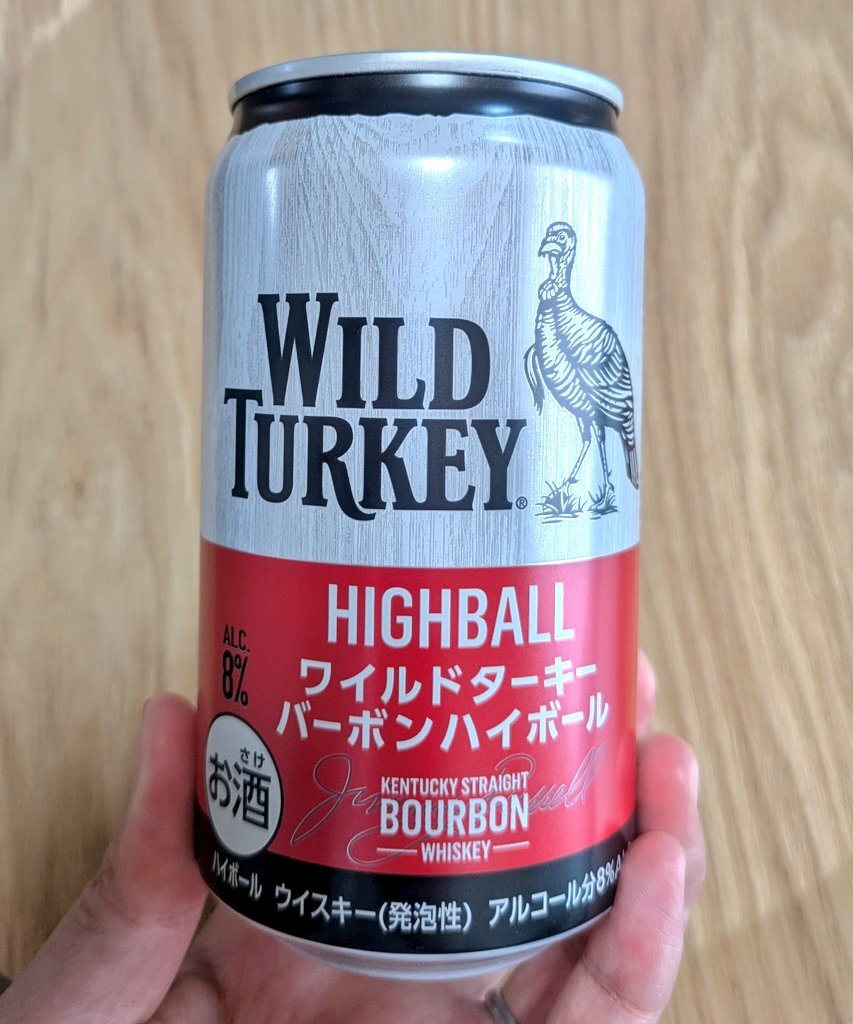 WILD
TURKEY®
HIGHBALL
ALC.
8%
ワイルドターキー
バーボンハイボール
さけ
お酒
KENTUCKY STRAIGHT
BOURBON
WHISKEY
ハイボール ウイスキー(発泡性) アルコール分8%